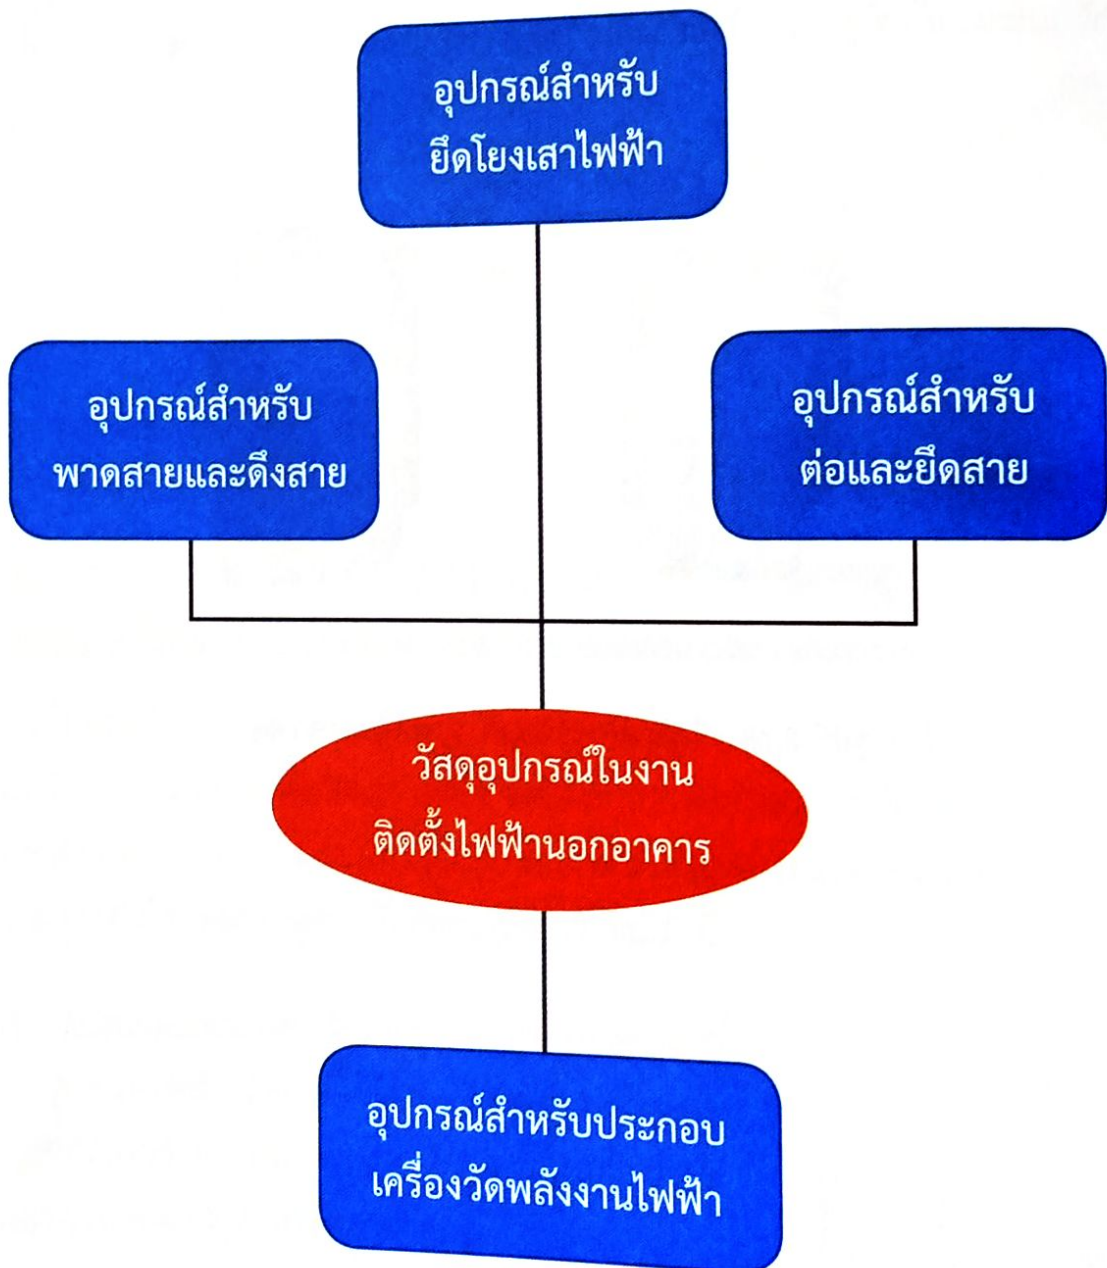 อุปกรณ์สำหรับ
ยึดโยงเสาไฟฟ้า
อุปกรณ์สำหรับ
พาดสายและดึงสาย
อุปกรณ์สำหรับ
ต่อและยึดสาย
วัสดุอุปกรณ์ในงาน
ติดตั้งไฟฟ้านอกอาคาร
อุปกรณ์สำหรับประกอบ
เครื่องวัดพลังงานไฟฟ้า